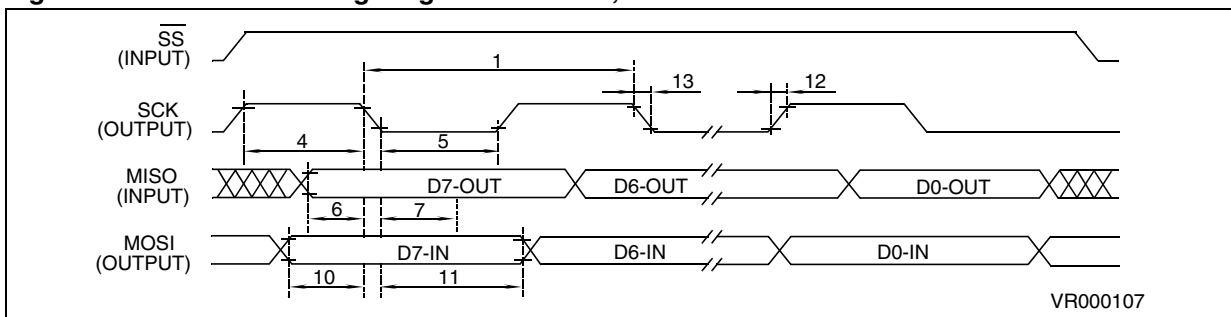 SS
(INPUT)
1
13
12
SCK
(OUTPUT)
4
5
MISO
(INPUT)
D7-OUT
D6-OUT
D0-OUT
6
7
MOSI
(OUTPUT)
D7-IN
D6-IN
D0-IN
10
11
VR000107